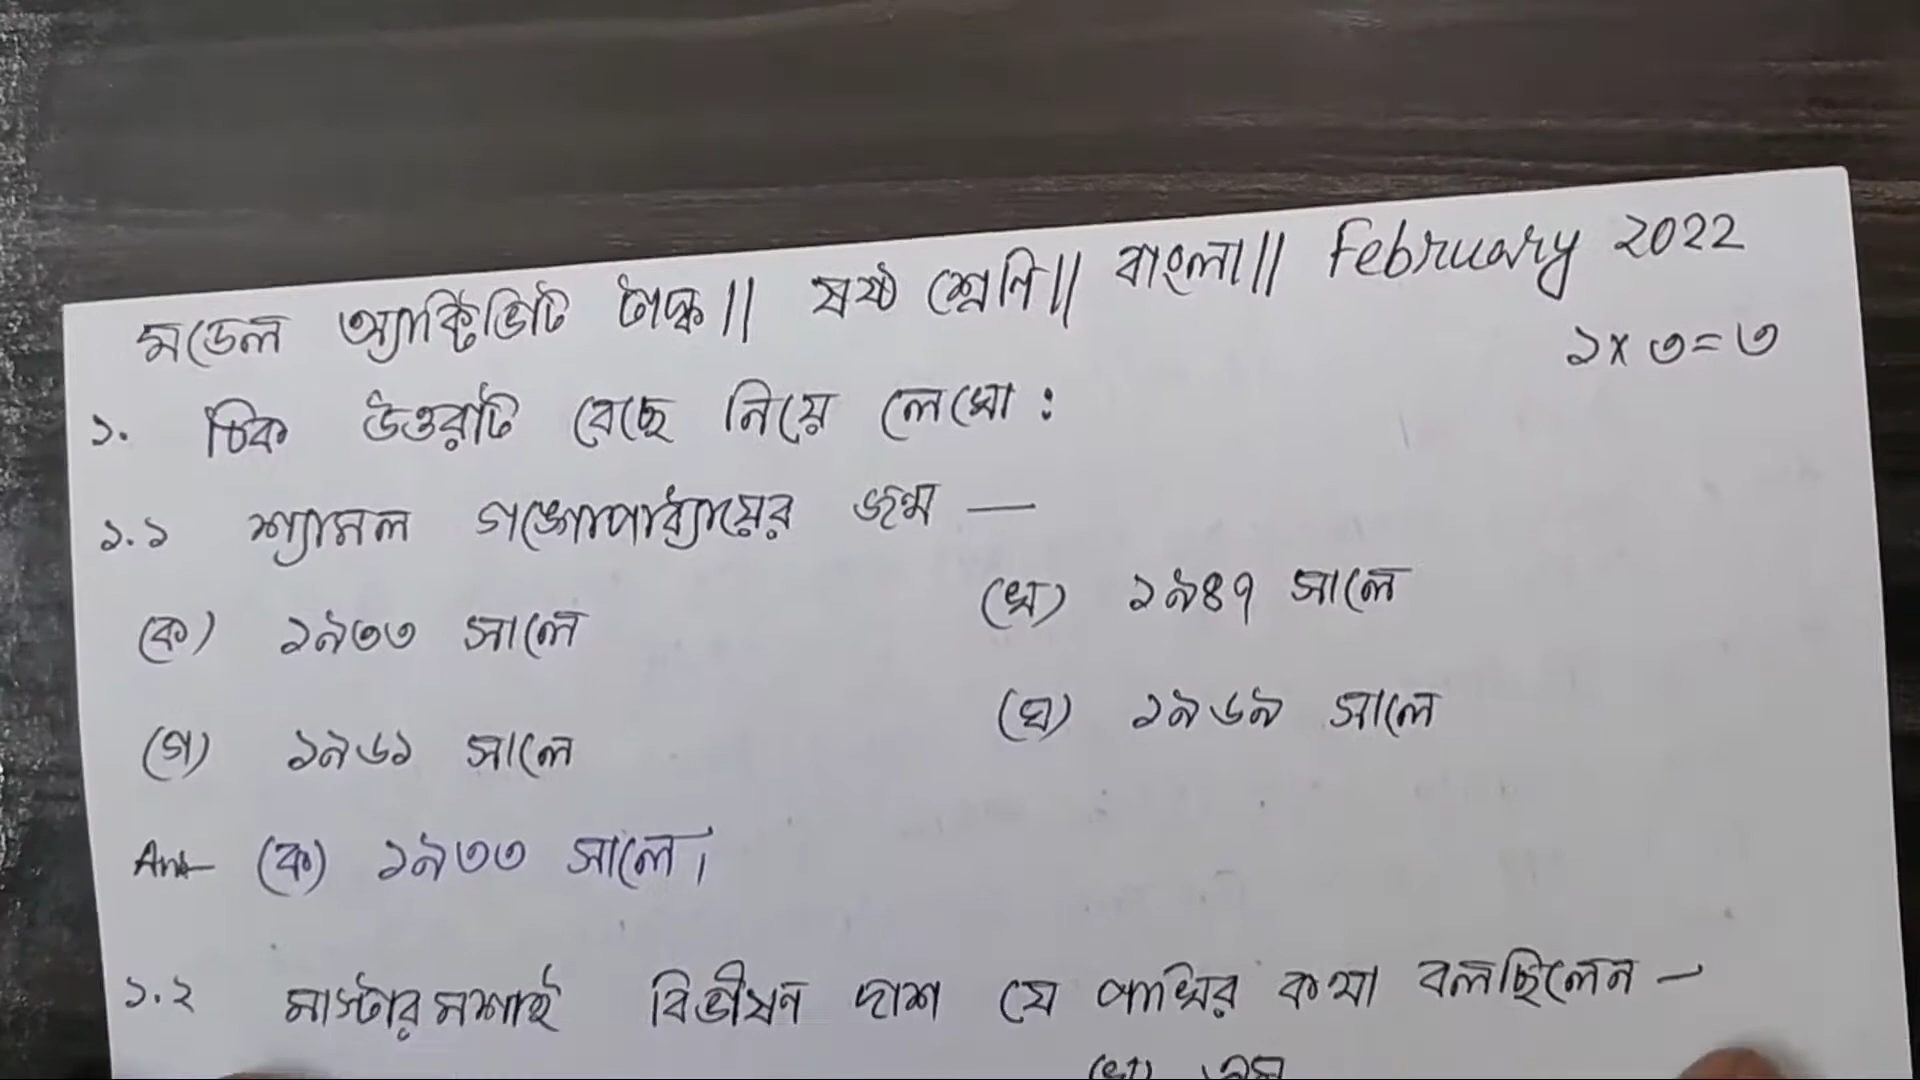 মডেল অ্যাক্টিভিটি টাস্ক || ষষ্ঠ শ্রেণি || বাংলা || February 2022
১ x ৩ = ৩
১. ঠিক উত্তরটি বেছে নিয়ে লেখো :
১.১ শ্যামল গঙ্গোপাধ্যায়ের জন্ম —
(ক) ১৯৩৩ সালে (খ) ১৯৪৭ সালে
(গ) ১৯৬১ সালে (ঘ) ১৯৬৯ সালে
Ans- (ক) ১৯৩৩ সালে।
১.২ মাস্টারমশাই বিভীষণ দাশ যে পাখির কথা বলছিলেন -
(খ)